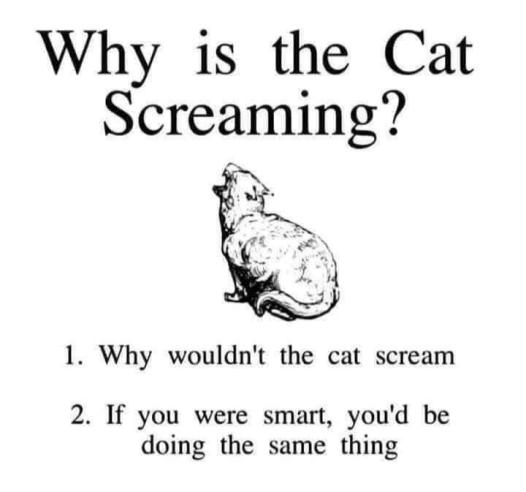 Why is the Cat
Screaming?
1. Why wouldn't the cat scream
2. If you were smart, you'd be
doing the same thing